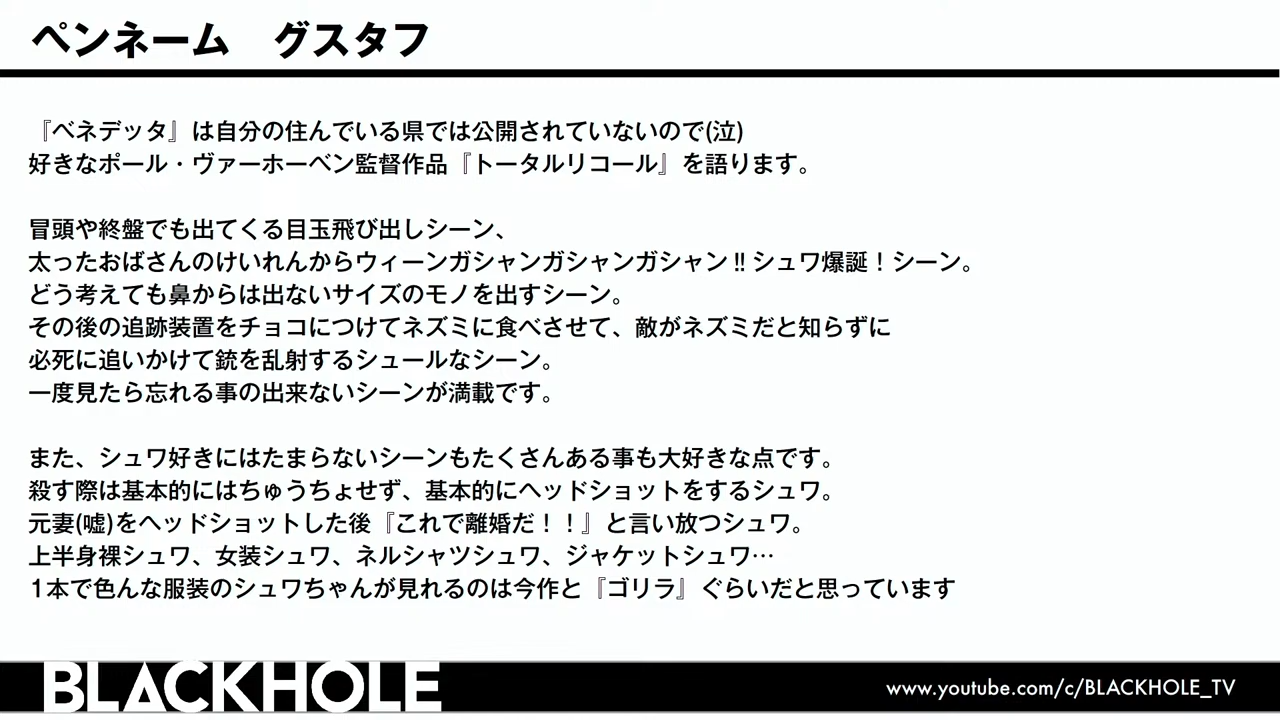 ペンネーム　グスタフ
『ベネデッタ』は自分の住んでいる県では公開されていないので(泣)
好きなポール・ヴァーホーベン監督作品『トータルリコール』を語ります。
冒頭や終盤でも出てくる目玉飛び出しシーン、
太ったおばさんのけいれんからウィーンガシャンガシャンガシャン!!シュワ爆誕！シーン。
どう考えても鼻からは出ないサイズのモノを出すシーン。
その後の追跡装置をチョコにつけてネズミに食べさせて、敵がネズミだと知らずに
必死に追いかけて銃を乱射するシュールなシーン。
一度見たら忘れる事の出来ないシーンが満載です。
また、シュワ好きにはたまらないシーンもたくさんある事も大好きな点です。
殺す際は基本的にはちゅうちょせず、基本的にヘッドショットをするシュワ。
元妻(嘘)をヘッドショットした後『これで離婚だ！！』と言い放つシュワ。
上半身裸シュワ、女装シュワ、ネルシャツシュワ、ジャケットシュワ…
1本で色んな服装のシュワちゃんが見れるのは今作と『ゴリラ』ぐらいだと思っています
BLACKHOLE
www.youtube.com/c/BLACKHOLE_TV